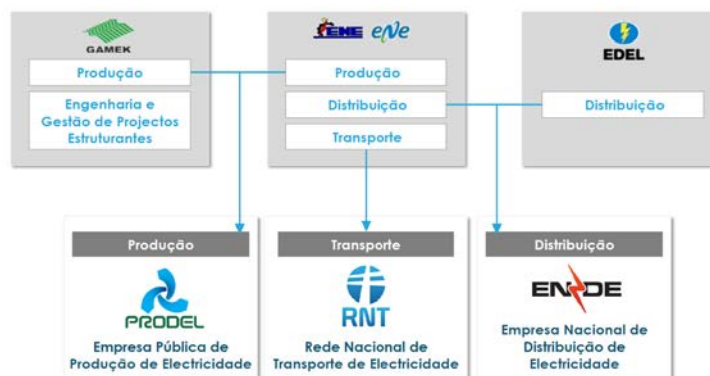 GAMEK
Produção
Engenharia e
Gestão de Projectos
Estruturantes
ENE eNe
Produção
Distribuição
Transporte
EDEL
Distribuição
Produção
PRODEL
Empresa Pública de
Produção de Electricidade
Transporte
RNT
Rede Nacional de
Transporte de Electricidade
Distribuição
ENDE
Empresa Nacional de
Distribuição de
Electricidade